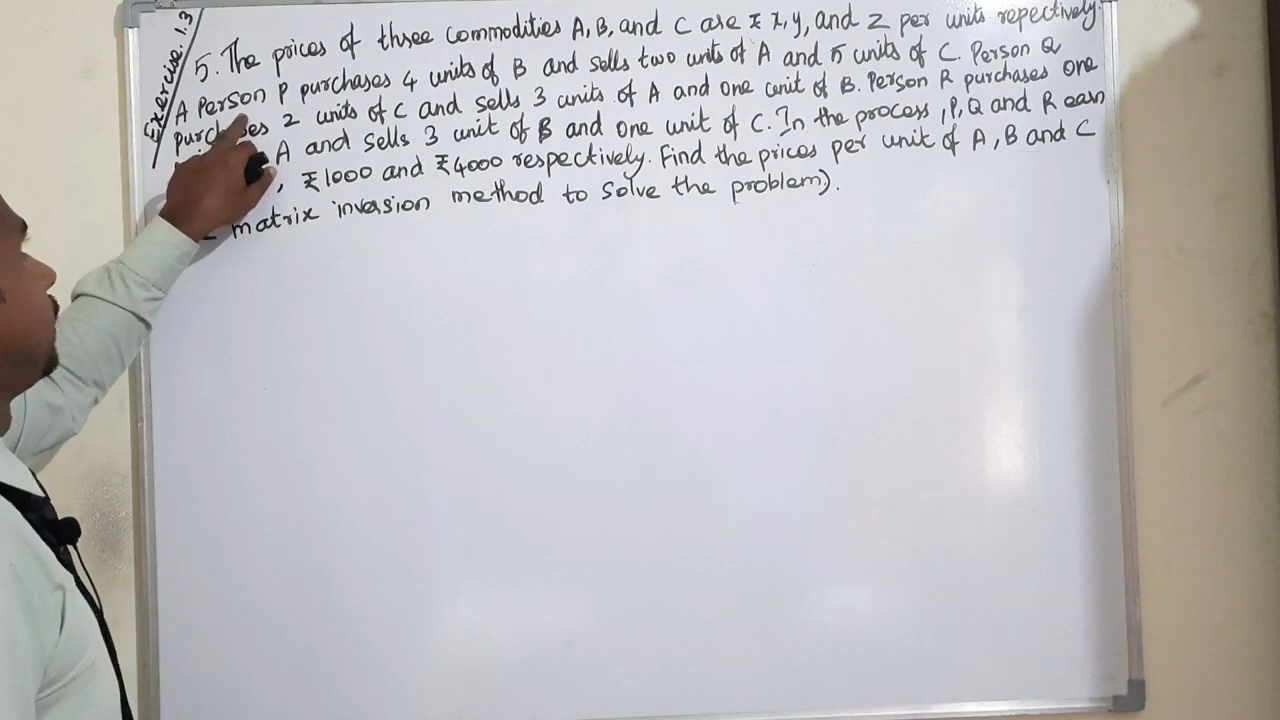 Exercise: 1.3
5. The prices of three commodities A, B, and C are ₹ x, y, and z per units repectively.
A Person P purchases 4 units of B and sells two units of A and 5 units of C. Person Q
purchases 2 units of C and sells 3 units of A and one unit of B. Person R purchases one
A and sells 3 unit of B and one unit of C. In the process, P, Q and R earn
, ₹1000 and ₹4000 respectively. Find the prices per unit of A, B and C
matrix invasion method to solve the problem).